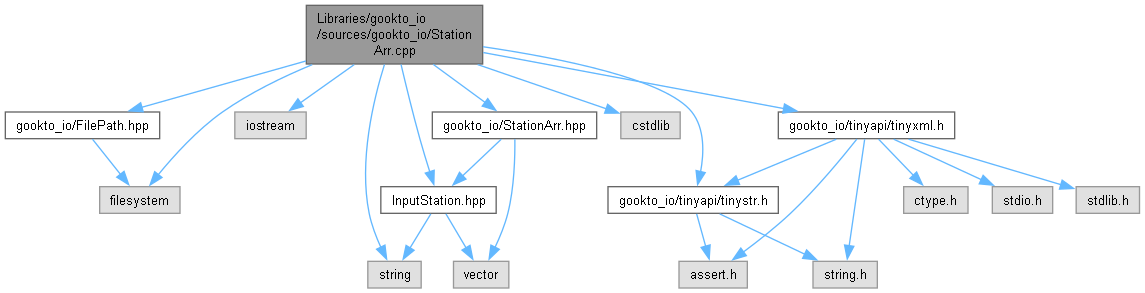 Libraries/gookto_io
/sources/gookto_io/Station
Arr.cpp
gookto_io/FilePath.hpp
iostream
gookto_io/StationArr.hpp
cstdlib
gookto_io/tinyapi/tinyxml.h
filesystem
InputStation.hpp
gookto_io/tinyapi/tinystr.h
ctype.h
stdio.h
stdlib.h
string
vector
assert.h
string.h